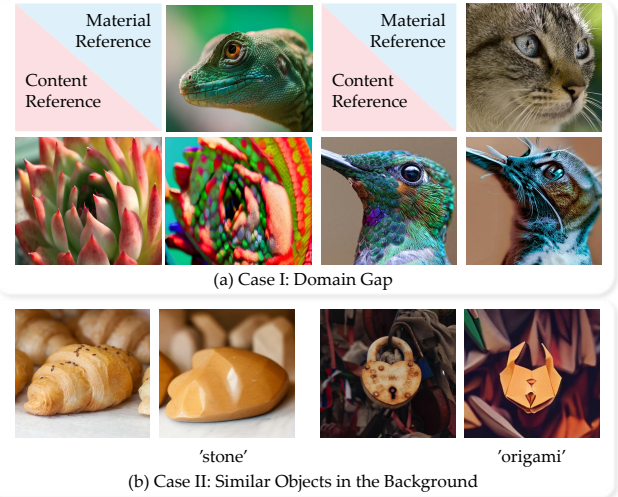 Material
Reference
Content
Reference
Material
Reference
Content
Reference
(a) Case I: Domain Gap
'stone'
'origami'
(b) Case II: Similar Objects in the Background